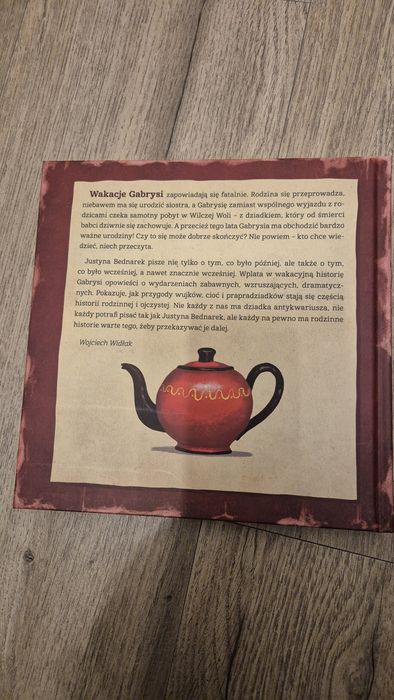 Wakacje Gabrysi zapowiadają się fatalnie. Rodzina się przeprowadza,
niebawem ma się urodzić siostra, a Gabrysię zamiast wspólnego wyjazdu z ro-
dzicami czeka samotny pobyt w Wilczej Woli – z dziadkiem, który od śmierci
babci dziwnie się zachowuje. A przecież tego lata Gabrysia ma obchodzić bardzo
ważne urodziny! Czy to się może dobrze skończyć? Nie powiem – kto chce wie-
dzieć, niech przeczyta.
Justyna Bednarek pisze nie tylko o tym, co było później, ale także o tym,
co było wcześniej, a nawet znacznie wcześniej. Wplata w wakacyjną historię
Gabrysi opowieści o wydarzeniach zabawnych, wzruszających, dramatycz-
nych. Pokazuje, jak przygody wujków, cioć i prapradziadków stają się częścią
historii rodzinnej i ojczystej. Nie każdy z nas ma dziadka antykwariusza, nie
każdy potrafi pisać tak jak Justyna Bednarek, ale każdy na pewno ma rodzinne
historie warte tego, żeby przekazywać je dalej.
Wojciech Widłak